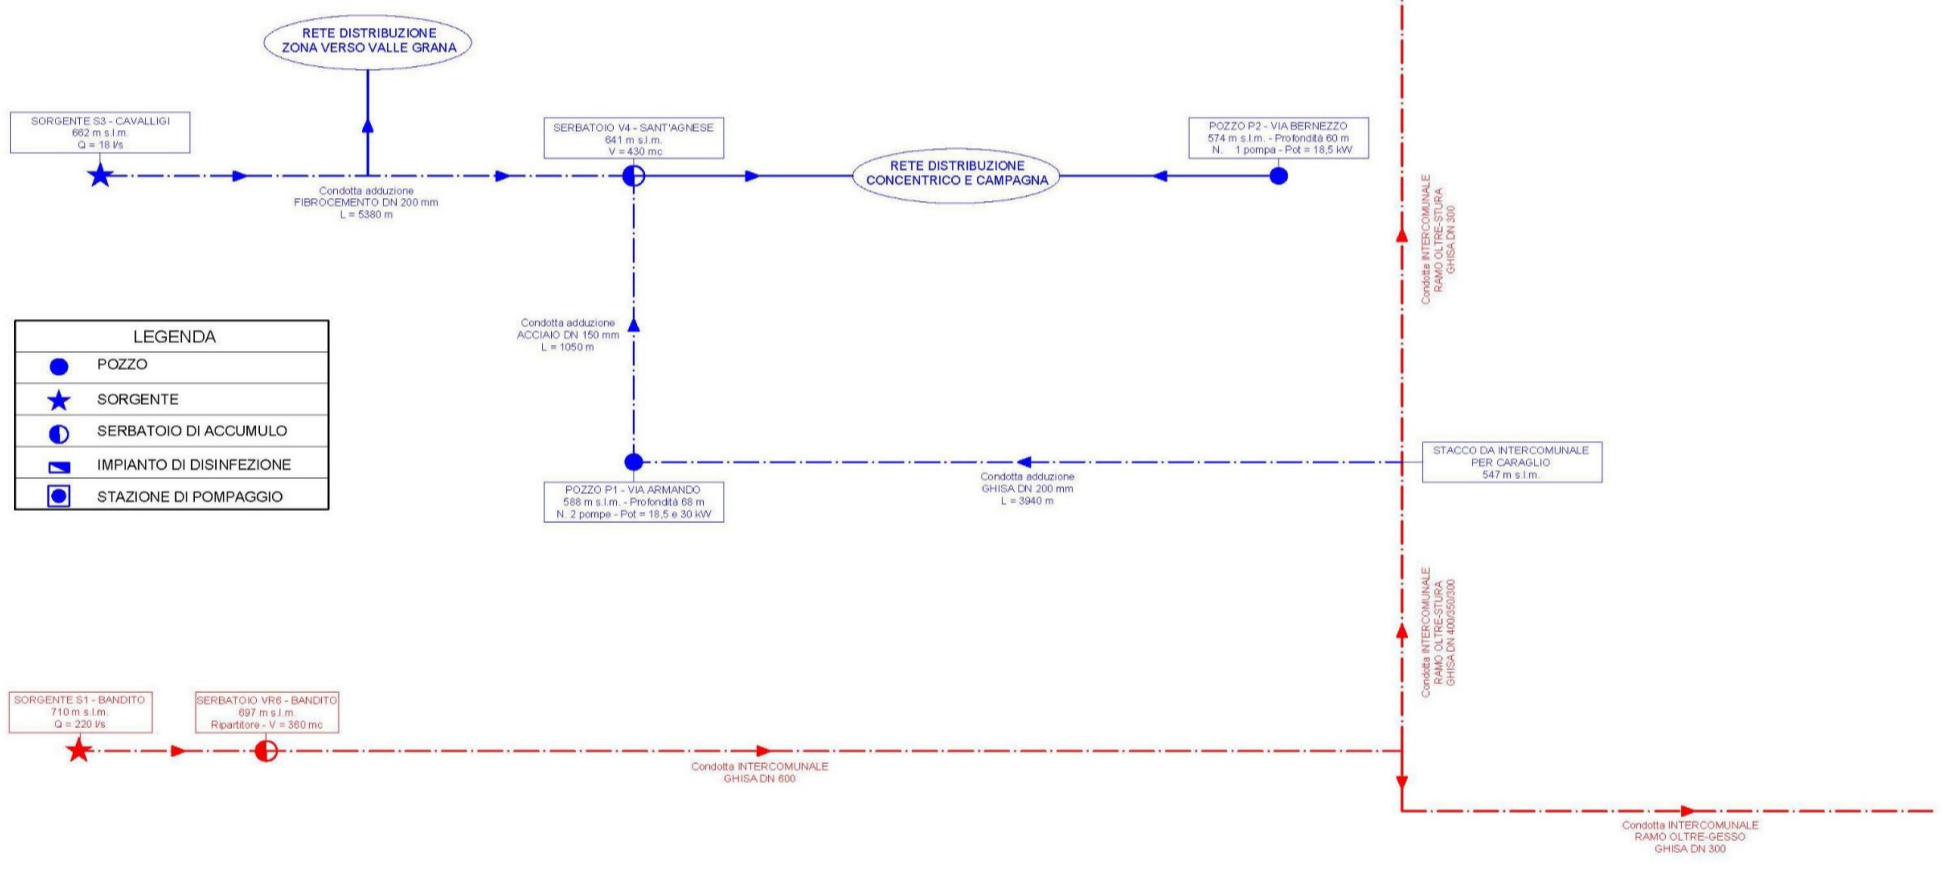 RETE DISTRIBUZIONE
ZONA VERSO VALLE GRANA
SORGENTE S3 - CAVALLIGI
662 m s.l.m.
Q = 18 l/s
SERBATOIO V4 - SANT'AGNESE
641 m s.l.m.
V = 430 mc
POZZO P2 - VIA BERNEZZO
574 m s.l.m. - Profondità 60 m
N. 1 pompa - Pot = 18,5 kW
RETE DISTRIBUZIONE
CONCENTRICO E CAMPAGNA
Condotta adduzione
FIBROCEMENTO DN 200 mm
L = 5380 m
Condotta INTERCOMUNALE
RAMO OLTRE-STURA
GHISA DN 300
Condotta adduzione
ACCIAIO DN 150 mm
L = 1050 m
LEGENDA
POZZO
SORGENTE
SERBATOIO DI ACCUMULO
IMPIANTO DI DISINFEZIONE
STAZIONE DI POMPAGGIO
STACCO DA INTERCOMUNALE
PER CARAGLIO
547 m s.l.m.
Condotta adduzione
GHISA DN 200 mm
L = 3940 m
POZZO P1 - VIA ARMANDO
588 m s.l.m. - Profondità 68 m
N. 2 pompe - Pot = 18,5 e 30 kW
Condotta INTERCOMUNALE
RAMO OLTRE-STURA
GHISA DN 400/350/300
SORGENTE S1 - BANDITO
710 m s.l.m.
Q = 220 l/s
SERBATOIO VR6 - BANDITO
697 m s.l.m.
Ripartitore - V = 360 mc
Condotta INTERCOMUNALE
GHISA DN 600
Condotta INTERCOMUNALE
RAMO OLTRE-GESSO
GHISA DN 300